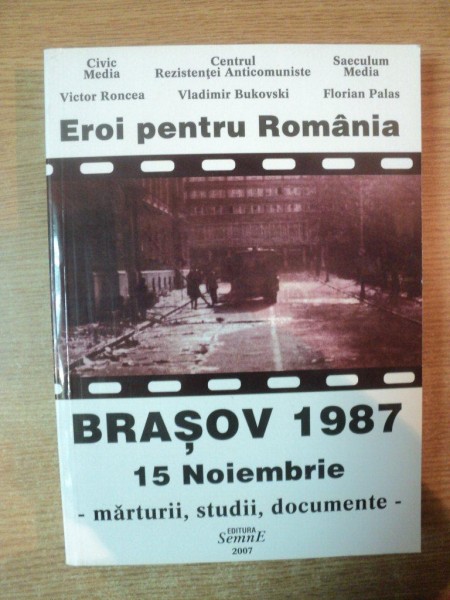 Civic Media
Centrul Rezistenţei Anticomuniste
Saeculum Media
Victor Roncea
Vladimir Bukovski
Florian Palas
Eroi pentru România
BRAȘOV 1987
15 Noiembrie
- mărturii, studii, documente -
EDITURA
SemnE
2007